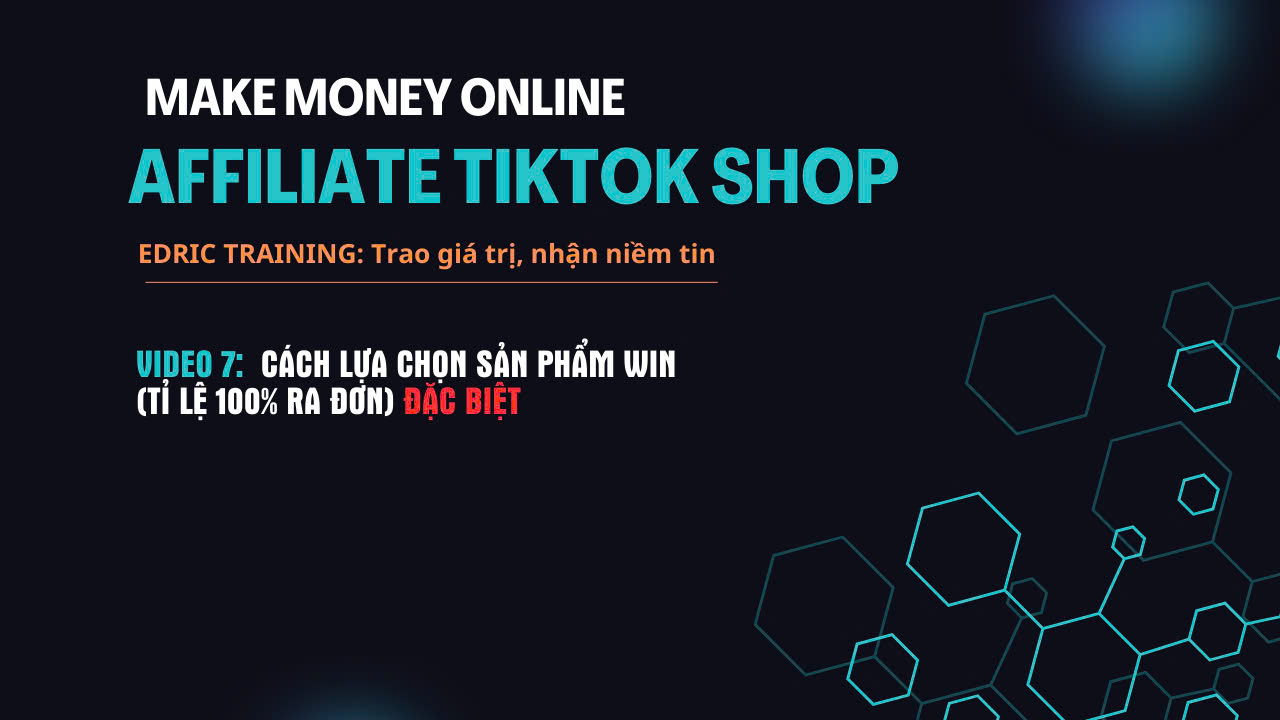 MAKE MONEY ONLINE
AFFILIATE TIKTOK SHOP
EDRIC TRAINING: Trao giá trị, nhận niềm tin
VIDEO 7: CÁCH LỰA CHỌN SẢN PHẨM WIN
(TỈ LỆ 100% RA ĐƠN) ĐẶC BIỆT